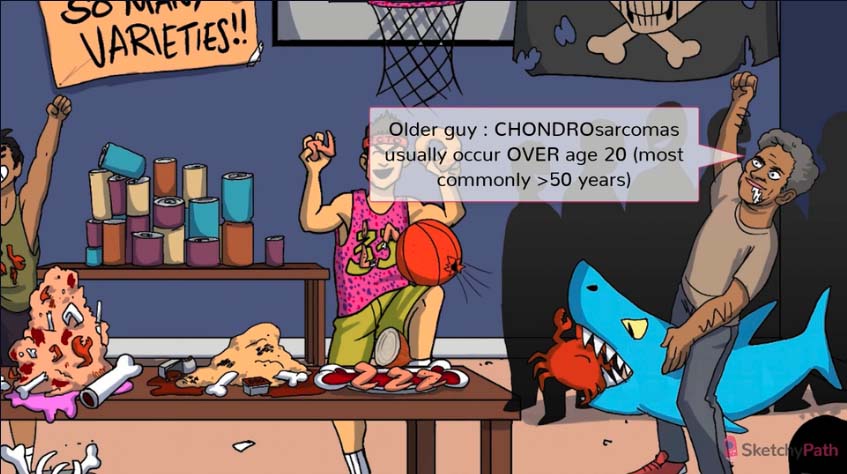 SO MANY
VARIETIES!!
Older guy : CHONDROsarcomas
usually occur OVER age 20 (most
commonly >50 years)
SketchyPath